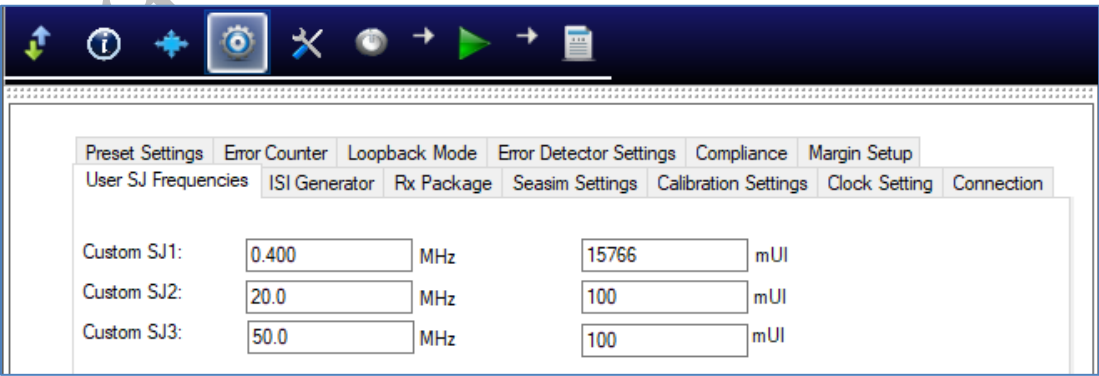 Preset Settings Error Counter Loopback Mode Error Detector Settings Compliance Margin Setup
User SJ Frequencies ISI Generator Rx Package Seasim Settings Calibration Settings Clock Setting Connection
Custom SJ1: 0.400 MHz 15766 mUI
Custom SJ2: 20.0 MHz 100 mUI
Custom SJ3: 50.0 MHz 100 mUI